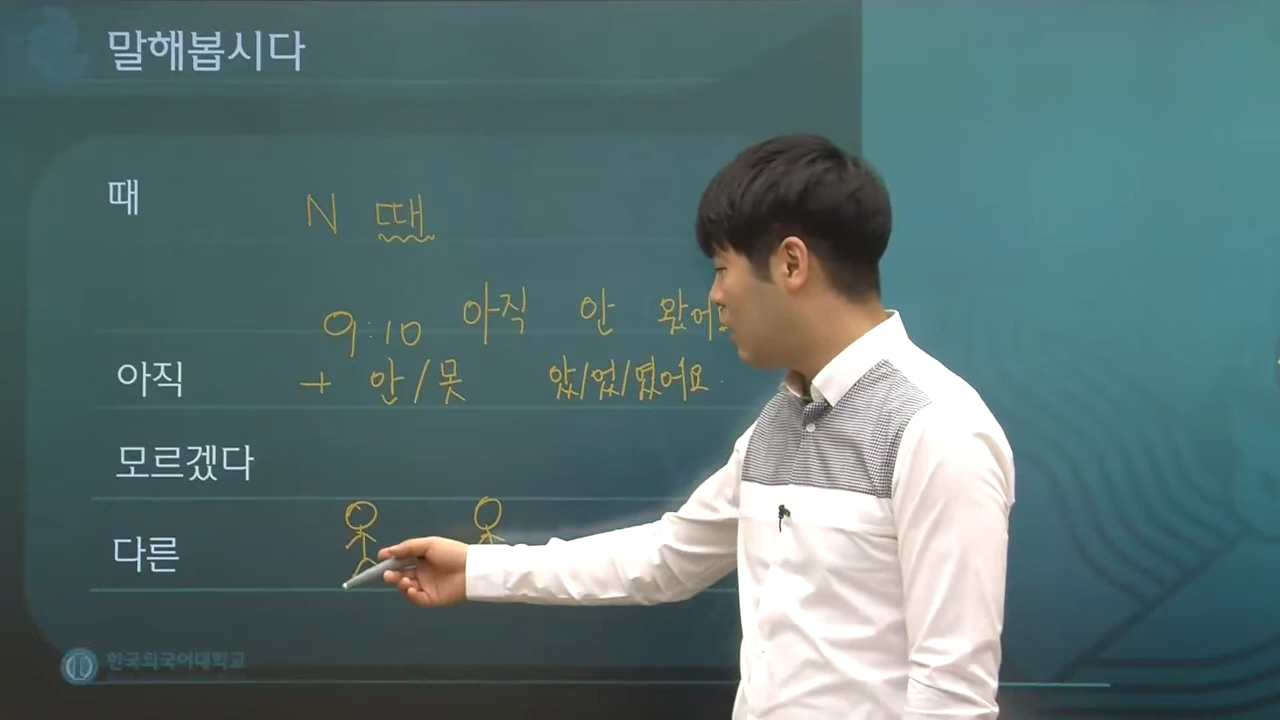 말해봅시다
때 N 때
9:10 아직 안 왔어요
아직 + 안/못 았/었/였어요.
모르겠다
다른
한국외국어대학교